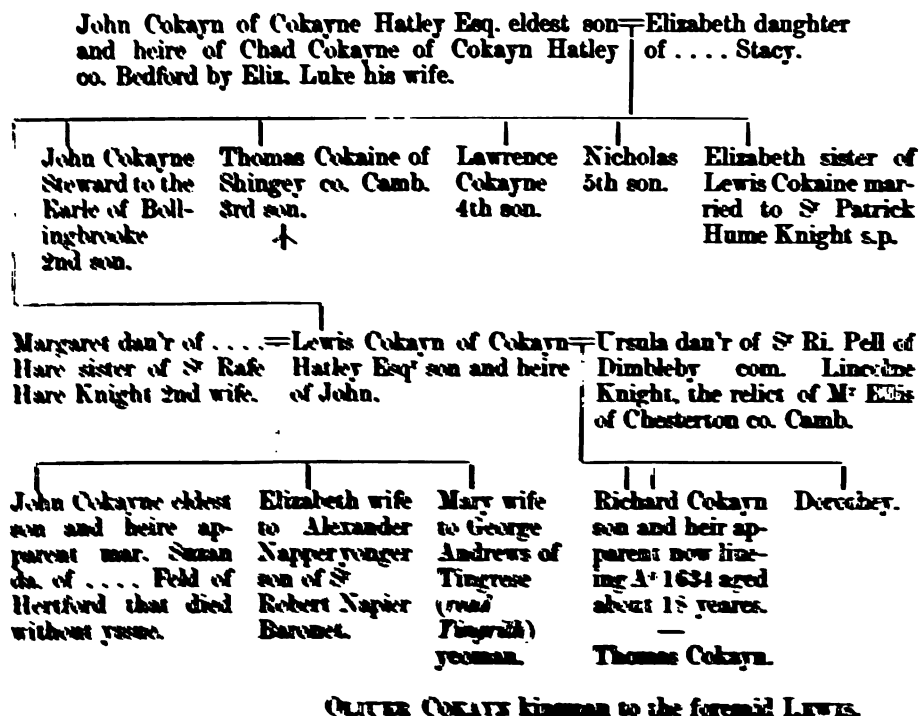 John Cokayn of Cokayne Hatley Esq. eldest son
and heire of Chad Cokayne of Cokayn Hatley
co. Bedford by Eliz. Luke his wife.
Elizabeth daughter
of . . . . Stacy.
John Cokayne
Steward to the
Earle of Boll-
ingbrooke
2nd son.
Thomas Cokaine of
Shingey co. Camb.
3rd son.
Lawrence
Cokayne
4th son.
Nicholas
5th son.
Elizabeth sister of
Lewis Cokaine mar-
ried to Sr Patrick
Hume Knight s.p.
Margaret dau'r of . . . .
Hare sister of Sr Rafe
Hare Knight 2nd wife.
Lewis Cokayn of Cokayn
Hatley Esqr son and heire
of John.
Ursula dau'r of Sr Ri. Pell of
Dimbleby com. Lincolne
Knight, the relict of Mr Ellis
of Chesterton co. Camb.
John Cokayne eldest
son and heire ap-
parent mar. Suzan
da. of . . . . Feld of
Hertford that died
without yssue.
Elizabeth wife
to Alexander
Napper yonger
son of Sr
Robert Napier
Baronet.
Mary wife
to George
Andrews of
Tingrese
(read
Tingrith)
yeoman.
Richard Cokayn
son and heir ap-
parent now liue-
ing Ao 1634 aged
about 18 yeares.
Thomas Cokayn.
Dorothey.
OLIVER COKAYN kinsman to the foresaid LEWIS.